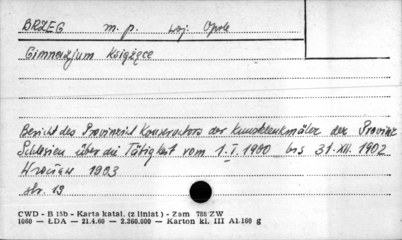 BRZEG m. p. woj. Opole
Gimnazjum Książęce
Bericht des Provinzial Konservators der Kunstdenkmäler der Provinz
Schlesien über die Tätigkeit vom 1.I.1900 bis 31.XII.1902
Wrocław 1903
str. 19
CWD - B 15b - Karta katal. (z liniat) - Zam 788 ZW
1060 — ŁDA — 21.4.60 — 2.360.000 — Karton kl. III A1.160 g